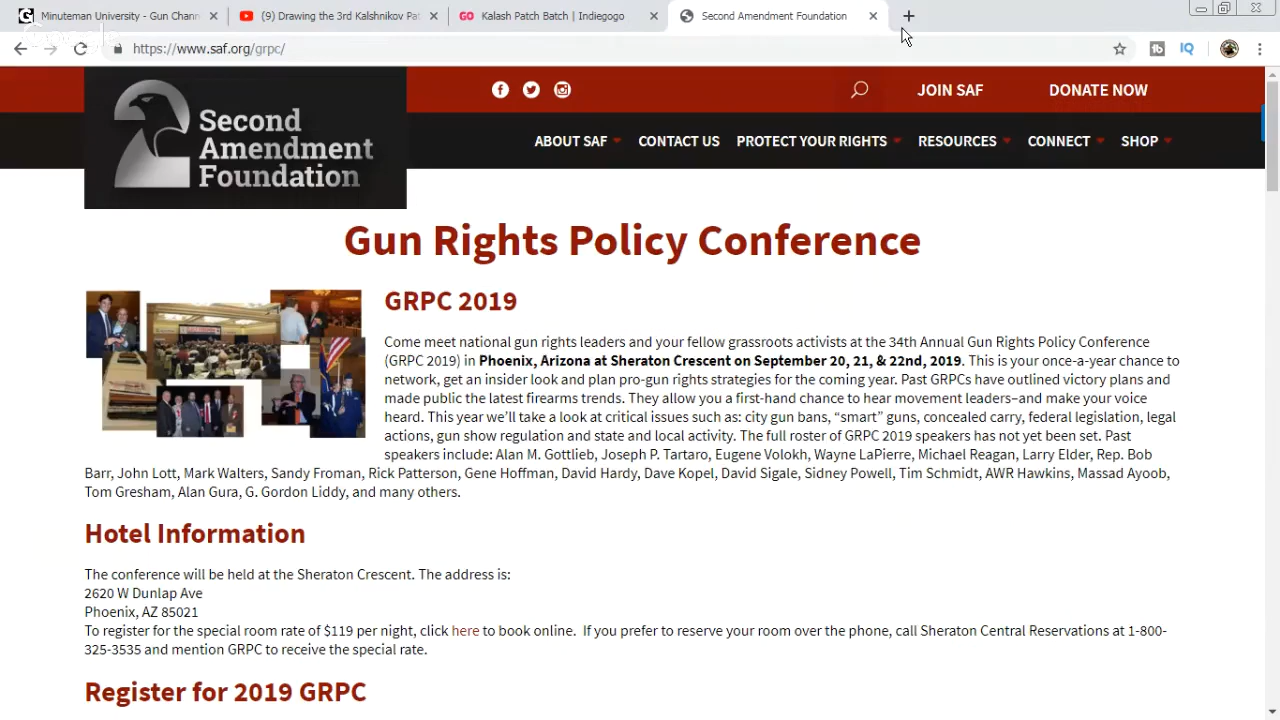 Minuteman University - Gun Chann
(9) Drawing the 3rd Kalshnikov Pat
Kalash Patch Batch | Indiegogo
Second Amendment Foundation
Google
https://www.saf.org/grpc/
JOIN SAF
DONATE NOW
Second
Amendment
Foundation
ABOUT SAF
CONTACT US
PROTECT YOUR RIGHTS
RESOURCES
CONNECT
SHOP
Gun Rights Policy Conference
GRPC 2019
Come meet national gun rights leaders and your fellow grassroots activists at the 34th Annual Gun Rights Policy Conference
(GRPC 2019) in Phoenix, Arizona at Sheraton Crescent on September 20, 21, & 22nd, 2019. This is your once-a-year chance to
network, get an insider look and plan pro-gun rights strategies for the coming year. Past GRPCs have outlined victory plans and
made public the latest firearms trends. They allow you a first-hand chance to hear movement leaders–and make your voice
heard. This year we’ll take a look at critical issues such as: city gun bans, “smart” guns, concealed carry, federal legislation, legal
actions, gun show regulation and state and local activity. The full roster of GRPC 2019 speakers has not yet been set. Past
speakers include: Alan M. Gottlieb, Joseph P. Tartaro, Eugene Volokh, Wayne LaPierre, Michael Reagan, Larry Elder, Rep. Bob
Barr, John Lott, Mark Walters, Sandy Froman, Rick Patterson, Gene Hoffman, David Hardy, Dave Kopel, David Sigale, Sidney Powell, Tim Schmidt, AWR Hawkins, Massad Ayoob,
Tom Gresham, Alan Gura, G. Gordon Liddy, and many others.
Hotel Information
The conference will be held at the Sheraton Crescent. The address is:
2620 W Dunlap Ave
Phoenix, AZ 85021
To register for the special room rate of $119 per night, click here to book online. If you prefer to reserve your room over the phone, call Sheraton Central Reservations at 1-800-
325-3535 and mention GRPC to receive the special rate.
Register for 2019 GRPC